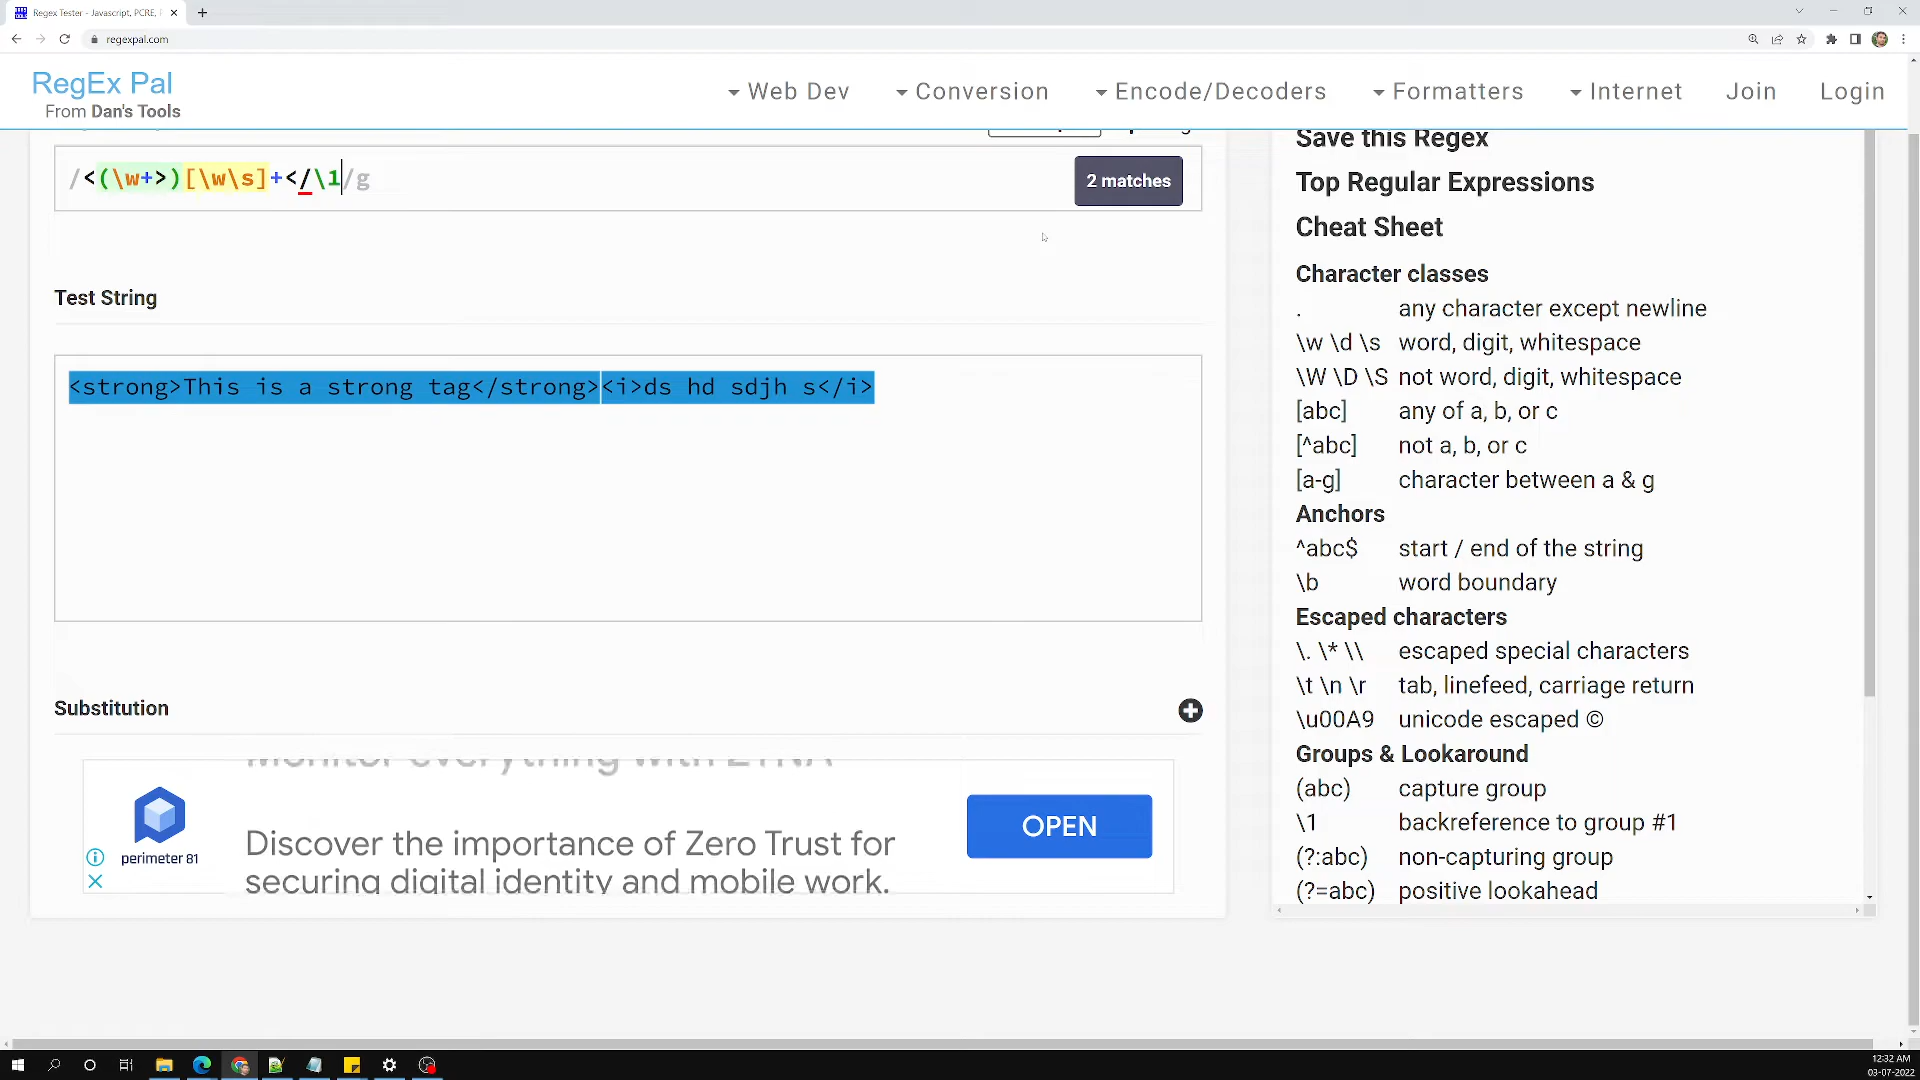 Regex Tester - Javascript, PCRE,
regexpal.com
RegEx Pal
From Dan's Tools
Web Dev
Conversion
Encode/Decoders
Formatters
Internet
Join
Login
/<(\w+>)[\w\s]+</\1/g
2 matches
Test String
<strong>This is a strong tag</strong><i>ds hd sdjh s</i>
Substitution
perimeter 81
Discover the importance of Zero Trust for
securing digital identity and mobile work.
OPEN
Save this Regex
Top Regular Expressions
Cheat Sheet
Character classes
. any character except newline
\w \d \s word, digit, whitespace
\W \D \S not word, digit, whitespace
[abc] any of a, b, or c
[^abc] not a, b, or c
[a-g] character between a & g
Anchors
^abc$ start / end of the string
\b word boundary
Escaped characters
\. \* \\ escaped special characters
\t \n \r tab, linefeed, carriage return
\u00A9 unicode escaped ©
Groups & Lookaround
(abc) capture group
\1 backreference to group #1
(?:abc) non-capturing group
(?=abc) positive lookahead
12:32 AM
03-07-2022